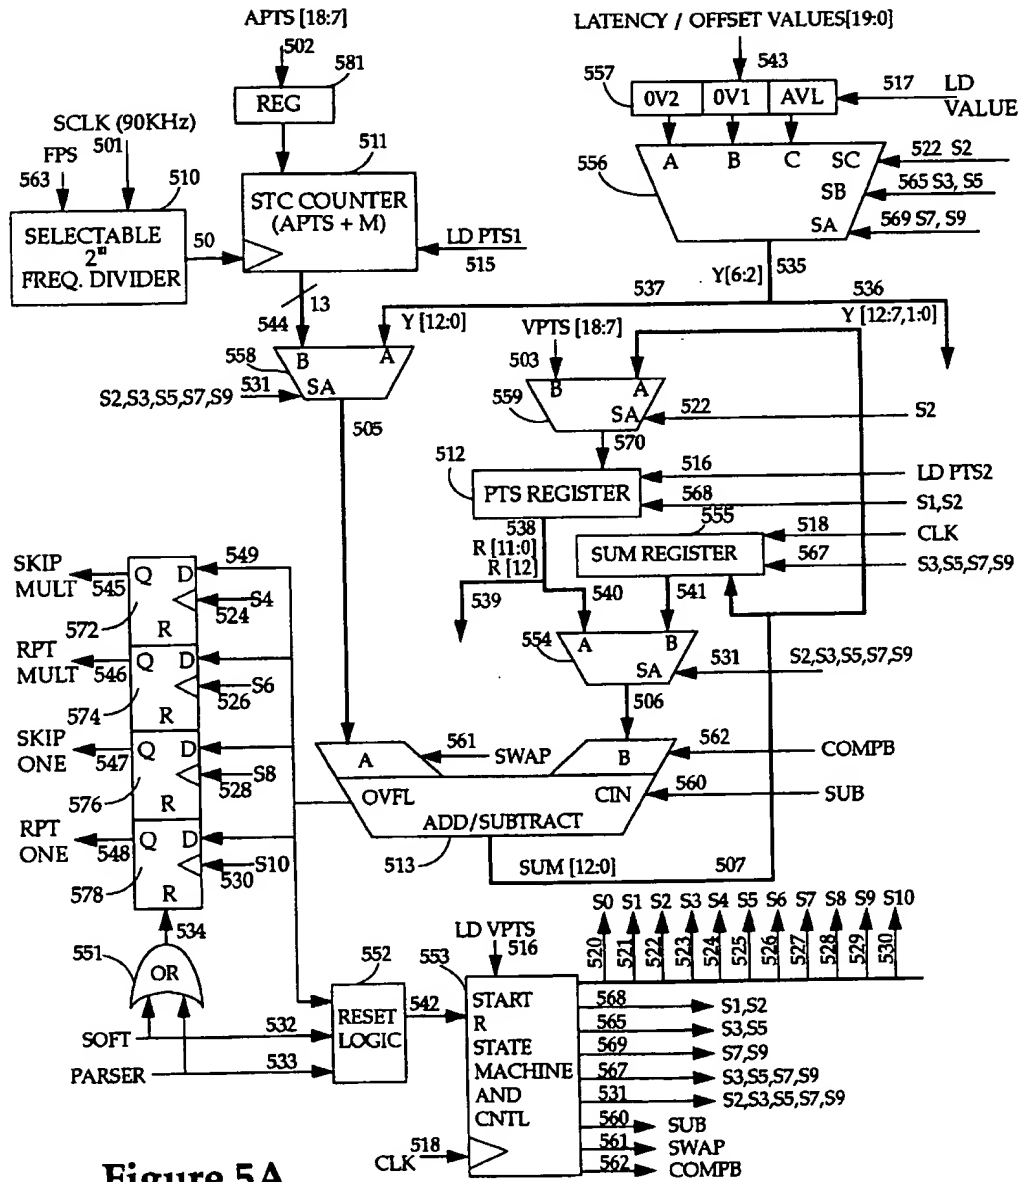 APTS [18:7]
502
581
REG
SCLK (90KHz)
501
FPS
563
510
SELECTABLE
2ⁿ
FREQ. DIVIDER
50
511
STC COUNTER
(APTS + M)
LD PTS1
515
13
544
LATENCY / OFFSET VALUES[19:0]
543
557
0V2
0V1
AVL
517
LD
VALUE
556
A
B
C
SC
SB
SA
522 S2
565 S3, S5
569 S7, S9
Y[6:2]
535
537
536
Y [12:0]
Y [12:7,1:0]
558
B
A
SA
S2,S3,S5,S7,S9
531
505
VPTS [18:7]
503
B
A
SA
559
522
S2
570
512
PTS REGISTER
516
LD PTS2
568
S1,S2
538
R [11:0]
R [12]
539
555
SUM REGISTER
518
CLK
567
S3,S5,S7,S9
540
541
554
A
B
SA
531
S2,S3,S5,S7,S9
506
SKIP
MULT
545
Q
D
549
S4
524
572
R
RPT
MULT
546
Q
D
S6
526
574
R
SKIP
ONE
547
Q
D
S8
528
576
R
RPT
ONE
548
Q
D
S10
530
578
R
534
551
OR
SOFT
532
PARSER
533
A
561
SWAP
B
562
COMPB
OVFL
CIN
560
SUB
ADD/SUBTRACT
513
SUM [12:0]
507
552
RESET
LOGIC
542
LD VPTS
516
553
START
R
STATE
MACHINE
AND
CNTL
CLK
518
S0 S1 S2 S3 S4 S5 S6 S7 S8 S9 S10
520 521 522 523 524 525 526 527 528 529 530
568
S1,S2
565
S3,S5
569
S7,S9
567
S3,S5,S7,S9
531
S2,S3,S5,S7,S9
560
SUB
561
SWAP
562
COMPB
Figure 5A